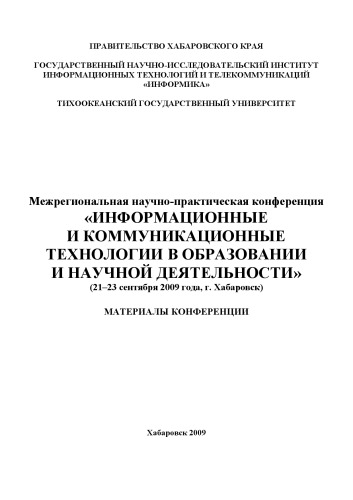 ПРАВИТЕЛЬСТВО ХАБАРОВСКОГО КРАЯ
ГОСУДАРСТВЕННЫЙ НАУЧНО-ИССЛЕДОВАТЕЛЬСКИЙ ИНСТИТУТ
ИНФОРМАЦИОННЫХ ТЕХНОЛОГИЙ И ТЕЛЕКОММУНИКАЦИЙ
«ИНФОРМИКА»
ТИХООКЕАНСКИЙ ГОСУДАРСТВЕННЫЙ УНИВЕРСИТЕТ
Межрегиональная научно-практическая конференция
«ИНФОРМАЦИОННЫЕ
И КОММУНИКАЦИОННЫЕ
ТЕХНОЛОГИИ В ОБРАЗОВАНИИ
И НАУЧНОЙ ДЕЯТЕЛЬНОСТИ»
(21–23 сентября 2009 года, г. Хабаровск)
МАТЕРИАЛЫ КОНФЕРЕНЦИИ
Хабаровск 2009